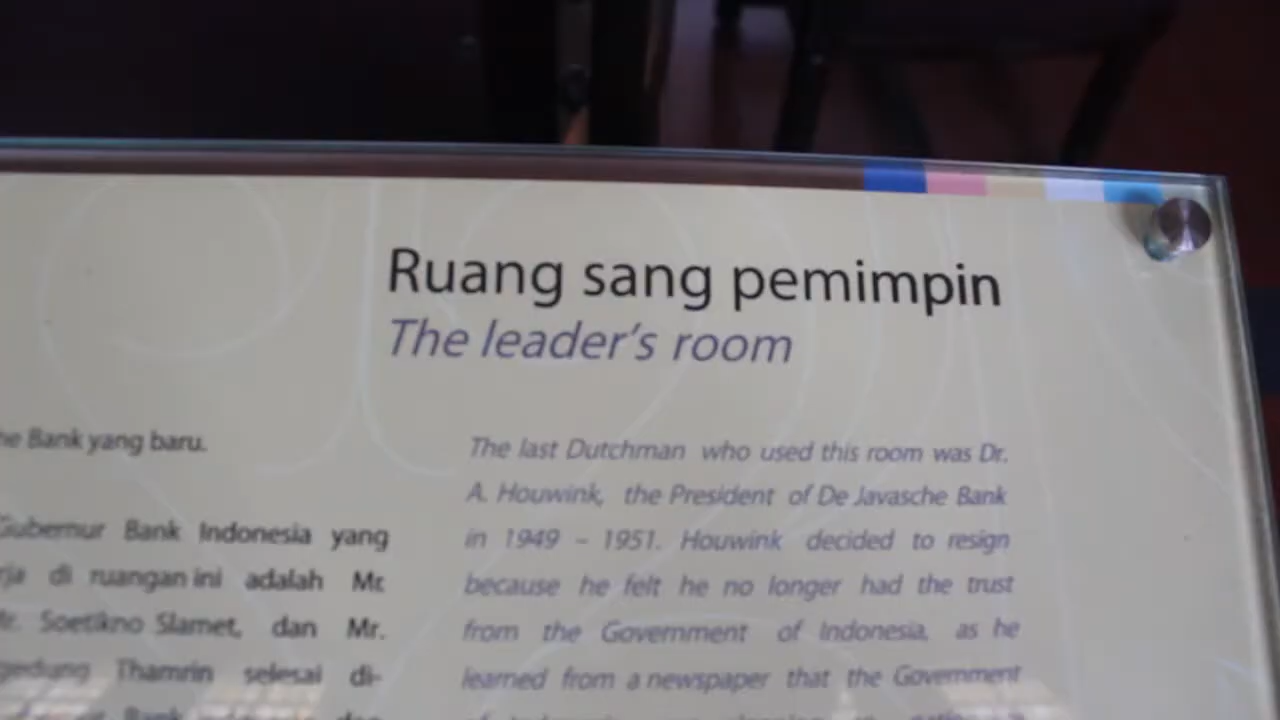 Ruang sang pemimpin
The leader's room
Bank yang baru.
Gubernur Bank Indonesia yang
di ruangan ini adalah Mr.
Mr. Soetikno Slamet, dan Mr.
gedung Thamrin selesai di-
The last Dutchman who used this room was Dr.
A. Houwink, the President of De Javasche Bank
in 1949 – 1951. Houwink decided to resign
because he felt he no longer had the trust
from the Government of Indonesia, as he
learned from a newspaper that the Government